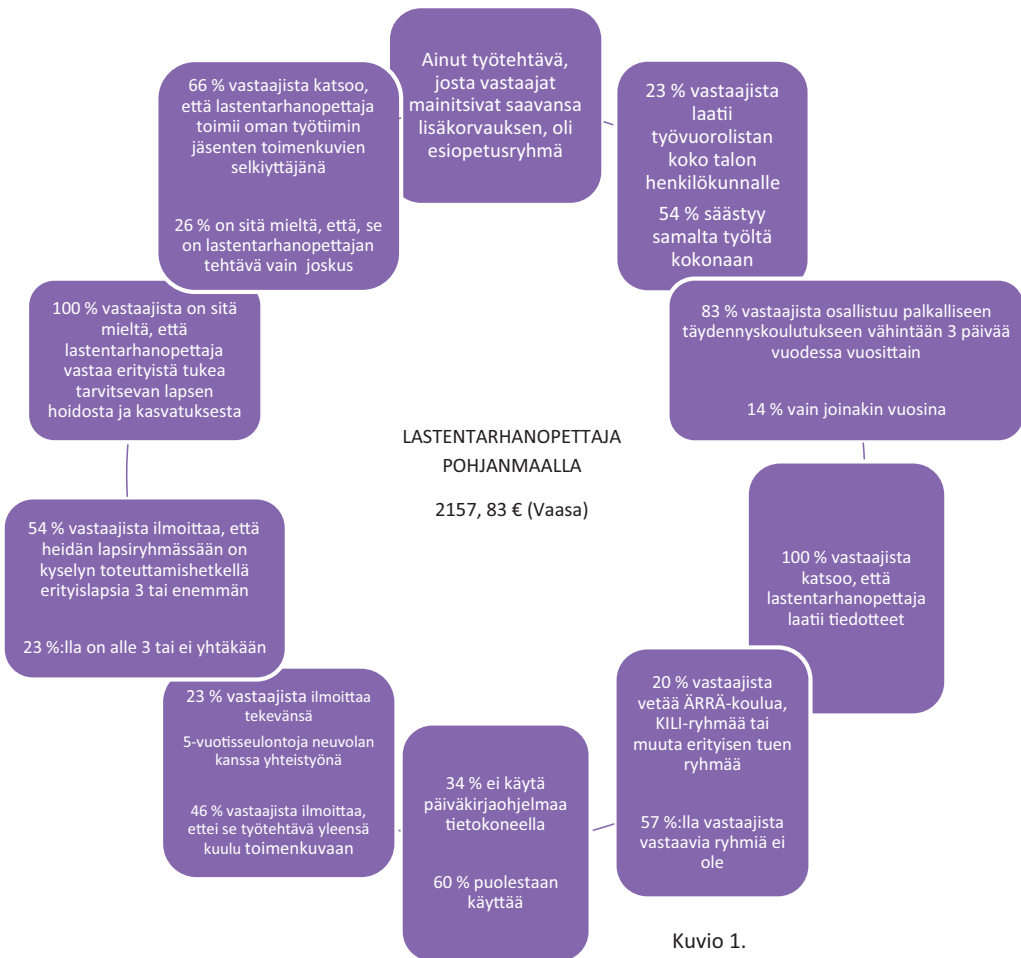 Ainut työtehtävä,
josta vastaajat
mainitsivat saavansa
lisäkorvauksen, oli
esiopetusryhmä
23 % vastaajista
laatii
työvuorolistan
koko talon
henkilökunnalle
54 % säästyy
samalta työltä
kokonaan
83 % vastaajista osallistuu palkalliseen
täydennyskoulutukseen vähintään 3 päivää
vuodessa vuosittain
14 % vain joinakin vuosina
100 % vastaajista
katsoo, että
lastentarhanopettaja
laatii tiedotteet
20 % vastaajista
vetää ÄRRÄ-koulua,
KILI-ryhmää tai
muuta erityisen tuen
ryhmää
57 %:lla vastaajista
vastaavia ryhmiä ei
ole
34 % ei käytä
päiväkirjaohjelmaa
tietokoneella
60 % puolestaan
käyttää
23 % vastaajista ilmoittaa
tekevänsä
5-vuotisseulontoja neuvolan
kanssa yhteistyönä
46 % vastaajista ilmoittaa,
ettei se työtehtävä yleensä
kuulu toimenkuvaan
54 % vastaajista ilmoittaa, että
heidän lapsiryhmässään on
kyselyn toteuttamishetkellä
erityislapsia 3 tai enemmän
23 %:lla on alle 3 tai ei yhtäkään
100 % vastaajista on sitä
mieltä, että
lastentarhanopettaja
vastaa erityistä tukea
tarvitsevan lapsen
hoidosta ja kasvatuksesta
66 % vastaajista katsoo,
että lastentarhanopettaja
toimii oman työtiimin
jäsenten toimenkuvien
selkiyttäjänä
26 % on sitä mieltä, että, se
on lastentarhanopettajan
tehtävä vain joskus
LASTENTARHANOPETTAJA
POHJANMAALLA
2157, 83 € (Vaasa)
Kuvio 1.